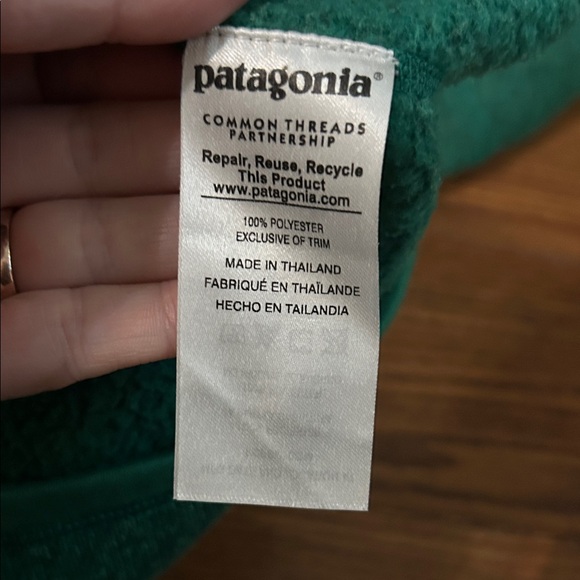 patagonia®
COMMON THREADS
PARTNERSHIP
Repair, Reuse, Recycle
This Product
www.patagonia.com
100% POLYESTER
EXCLUSIVE OF TRIM
MADE IN THAILAND
FABRIQUÉ EN THAÏLANDE
HECHO EN TAILANDIA